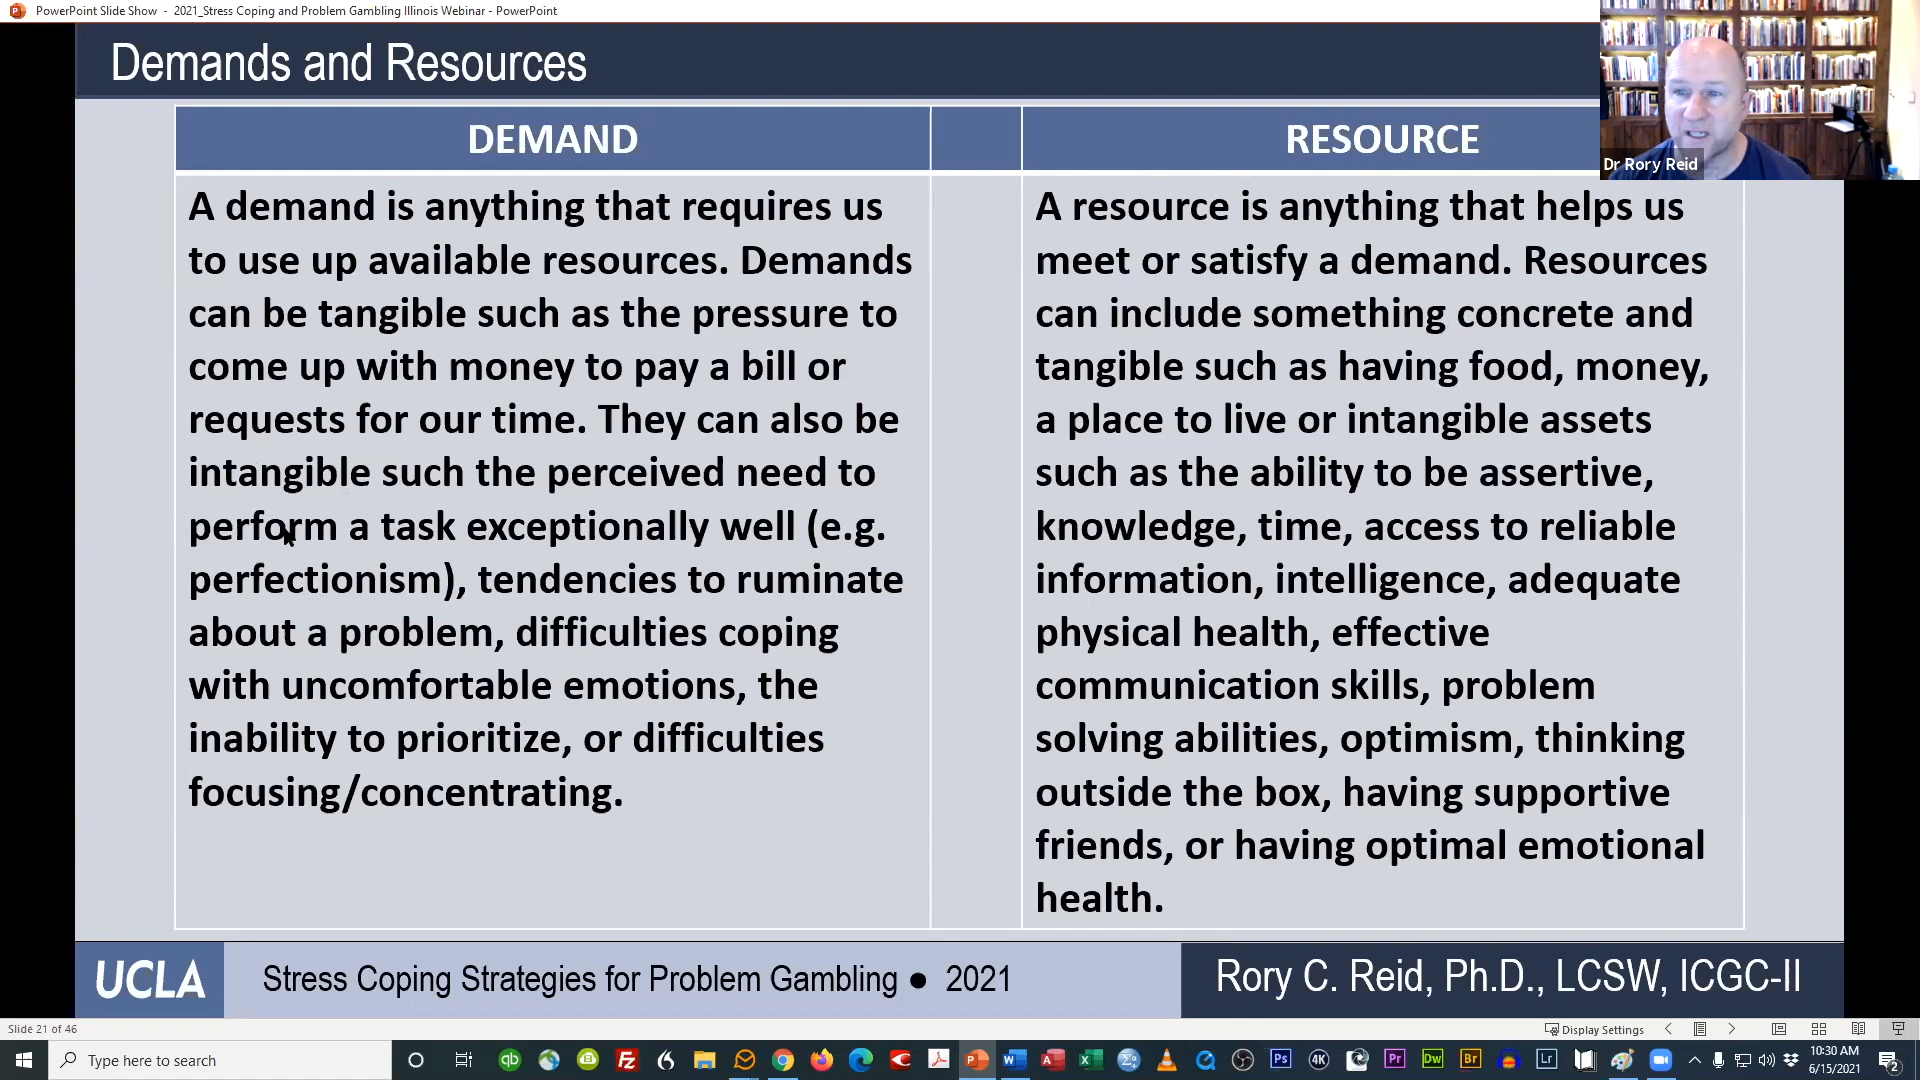 PowerPoint Slide Show - 2021_Stress Coping and Problem Gambling Illinois Webinar - PowerPoint
Demands and Resources
Dr Rory Reid
DEMAND
A demand is anything that requires us
to use up available resources. Demands
can be tangible such as the pressure to
come up with money to pay a bill or
requests for our time. They can also be
intangible such the perceived need to
perform a task exceptionally well (e.g.
perfectionism), tendencies to ruminate
about a problem, difficulties coping
with uncomfortable emotions, the
inability to prioritize, or difficulties
focusing/concentrating.
RESOURCE
A resource is anything that helps us
meet or satisfy a demand. Resources
can include something concrete and
tangible such as having food, money,
a place to live or intangible assets
such as the ability to be assertive,
knowledge, time, access to reliable
information, intelligence, adequate
physical health, effective
communication skills, problem
solving abilities, optimism, thinking
outside the box, having supportive
friends, or having optimal emotional
health.
UCLA
Stress Coping Strategies for Problem Gambling ● 2021
Rory C. Reid, Ph.D., LCSW, ICGC-II
Slide 21 of 46
Display Settings
Type here to search
qb
Fz
P
W
A
X
Ps
4K
Pr
Dw
Br
Lr
10:30 AM
6/15/2021
2